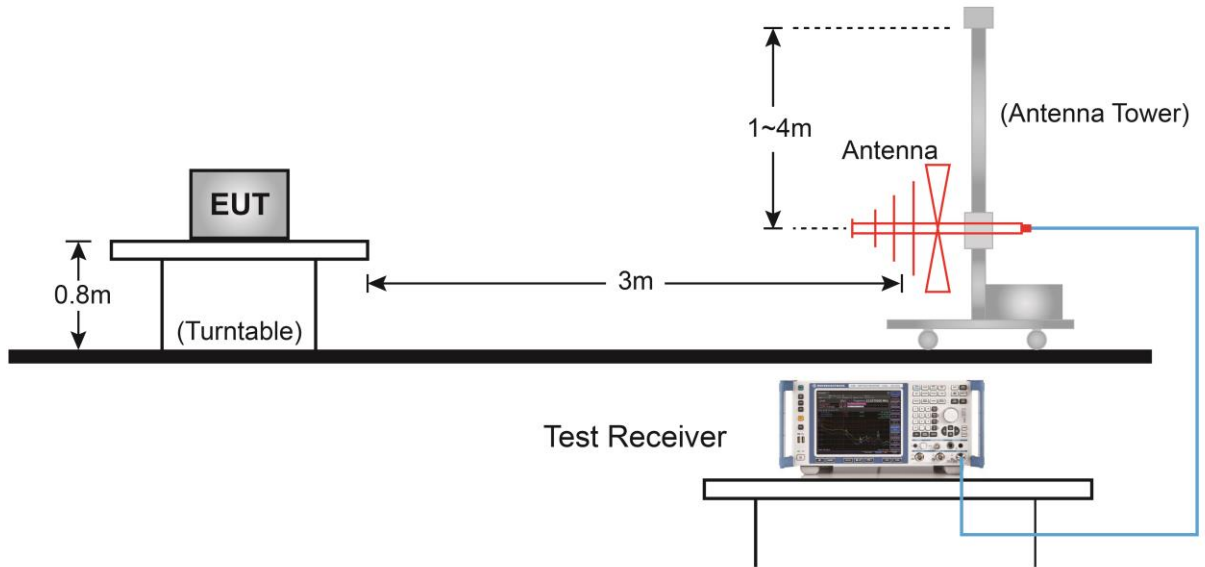 1~4m
(Antenna Tower)
Antenna
EUT
3m
0.8m
(Turntable)
Test Receiver